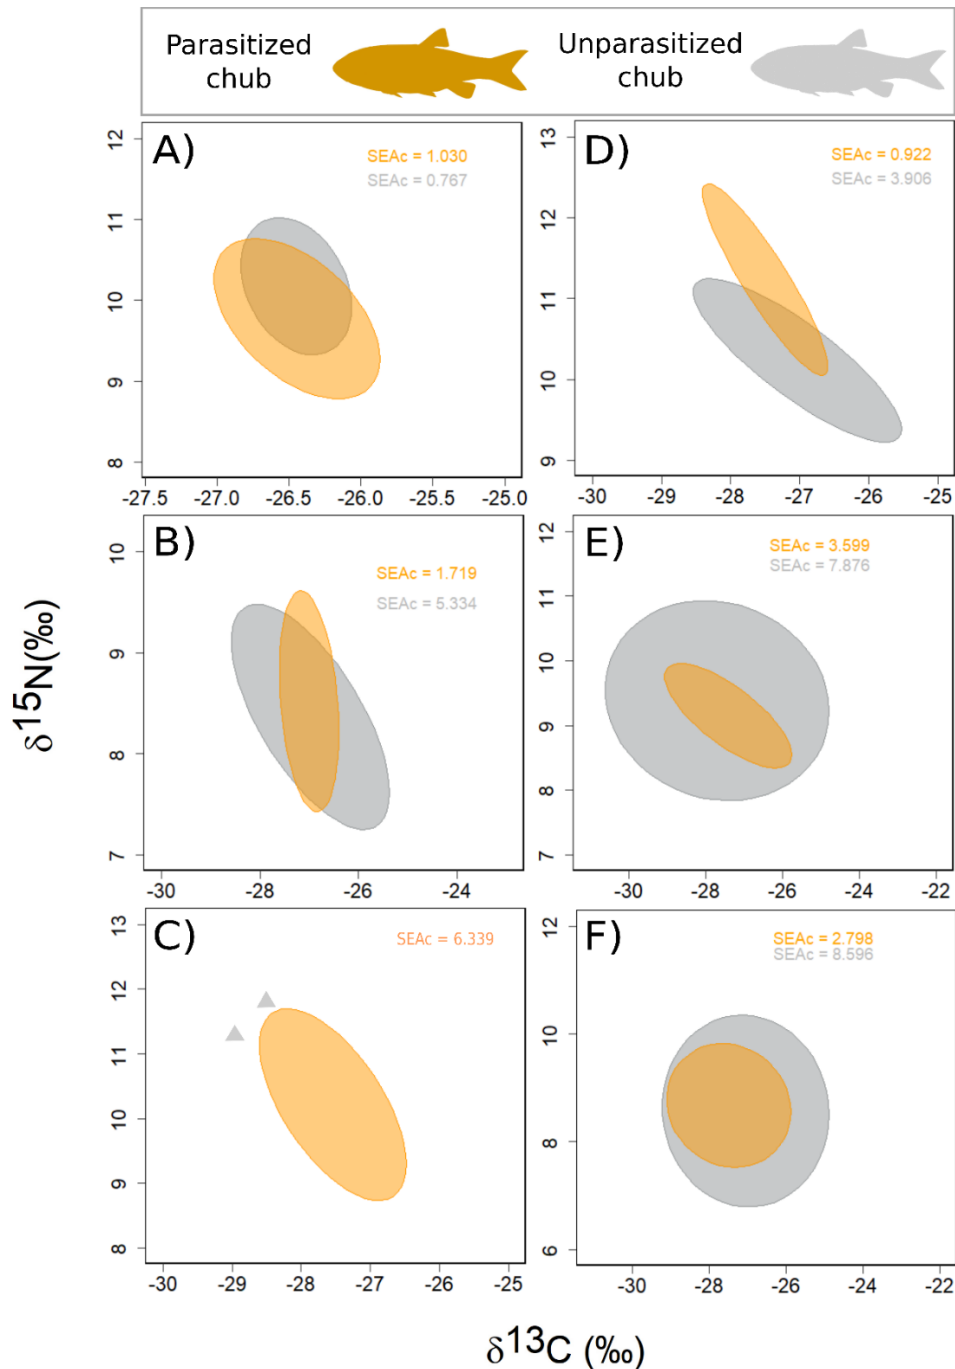 Parasitized
chub
Unparasitized
chub
A)
SEAc = 1.030
SEAc = 0.767
12
11
10
9
8
-27.5
-27.0
-26.5
-26.0
-25.5
-25.0
D)
SEAc = 0.922
SEAc = 3.906
13
12
11
10
9
-30
-29
-28
-27
-26
-25
B)
SEAc = 1.719
SEAc = 5.334
10
9
8
7
-30
-28
-26
-24
E)
SEAc = 3.599
SEAc = 7.876
12
11
10
9
8
7
-30
-28
-26
-24
-22
C)
SEAc = 6.339
13
12
11
10
9
8
-30
-29
-28
-27
-26
-25
F)
SEAc = 2.798
SEAc = 8.596
12
10
8
6
-30
-28
-26
-24
-22
δ15N(‰)
δ13C (‰)